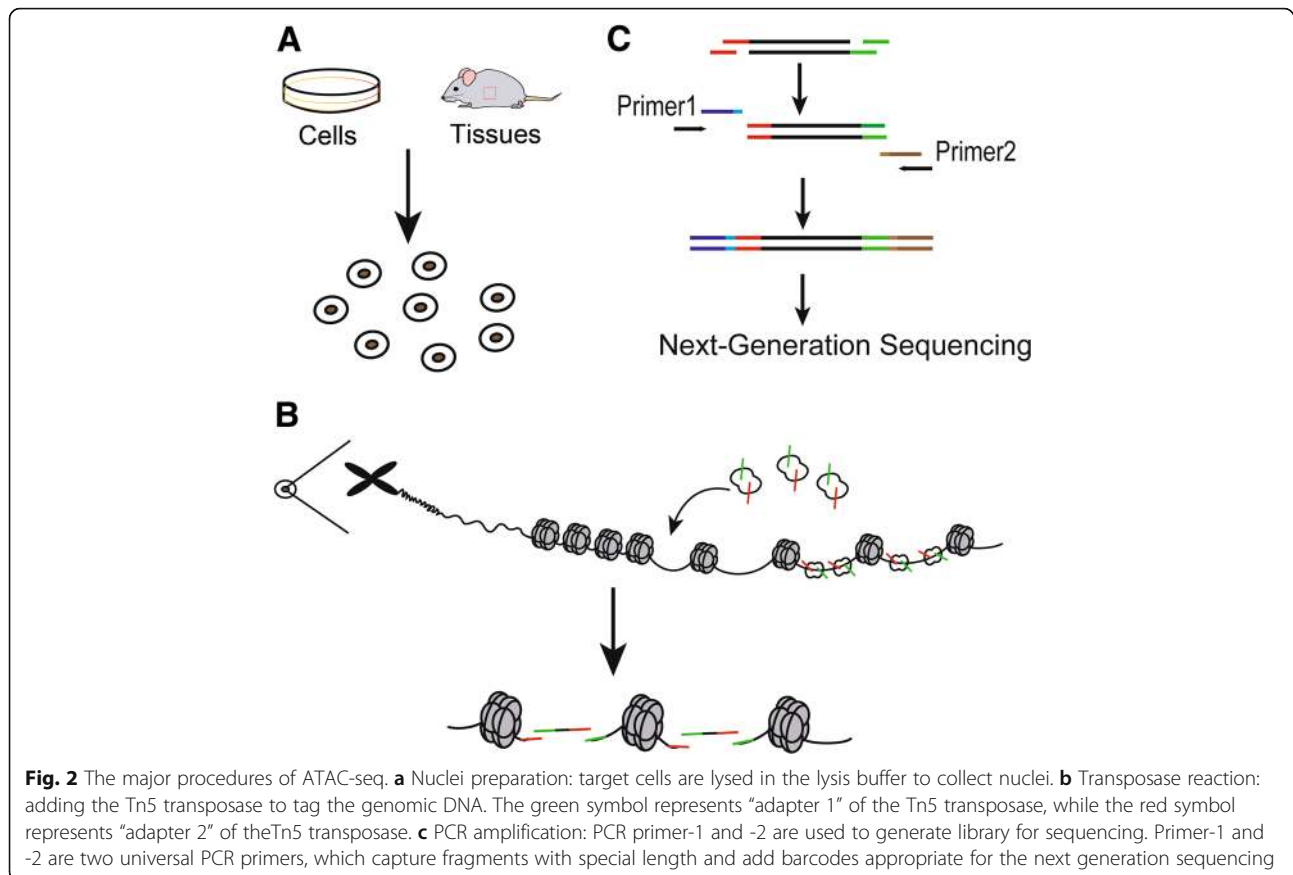 A
Cells
Tissues
C
Primer1
Primer2
Next-Generation Sequencing
B
Fig. 2 The major procedures of ATAC-seq. a Nuclei preparation: target cells are lysed in the lysis buffer to collect nuclei. b Transposase reaction:
adding the Tn5 transposase to tag the genomic DNA. The green symbol represents “adapter 1” of the Tn5 transposase, while the red symbol
represents “adapter 2” of theTn5 transposase. c PCR amplification: PCR primer-1 and -2 are used to generate library for sequencing. Primer-1 and
-2 are two universal PCR primers, which capture fragments with special length and add barcodes appropriate for the next generation sequencing